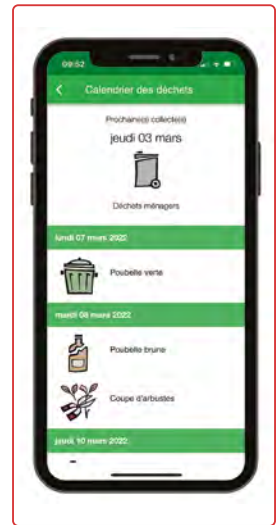 09:52
Calendrier des déchets
Prochaine(s) collecte(s)
jeudi 03 mars
Déchets ménagers
lundi 07 mars 2022
Poubelle verte
mardi 08 mars 2022
Poubelle brune
Coupe d'arbustes
jeudi 10 mars 2022